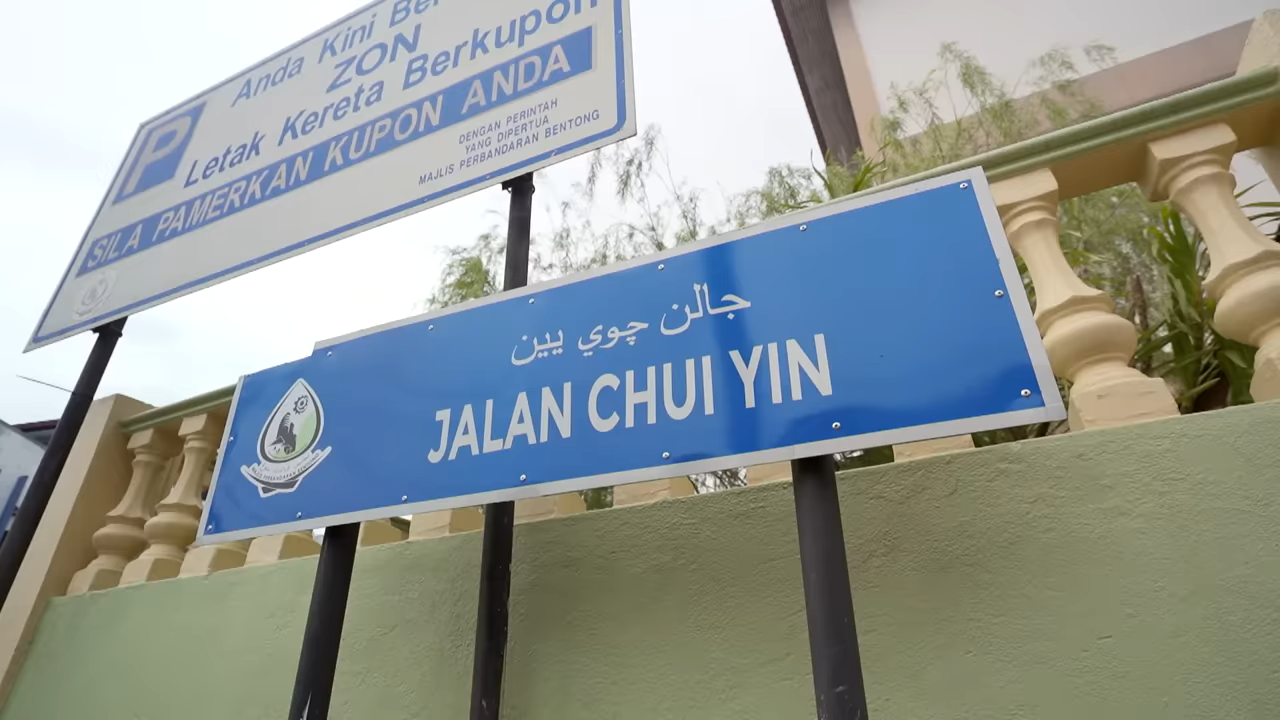 Anda Kini
ZON
Letak Kereta Berkupon
SILA PAMERKAN KUPON ANDA
DENGAN PERINTAH
YANG DIPERTUA
MAJLIS PERBANDARAN BENTONG
جالن چوي يين
JALAN CHUI YIN